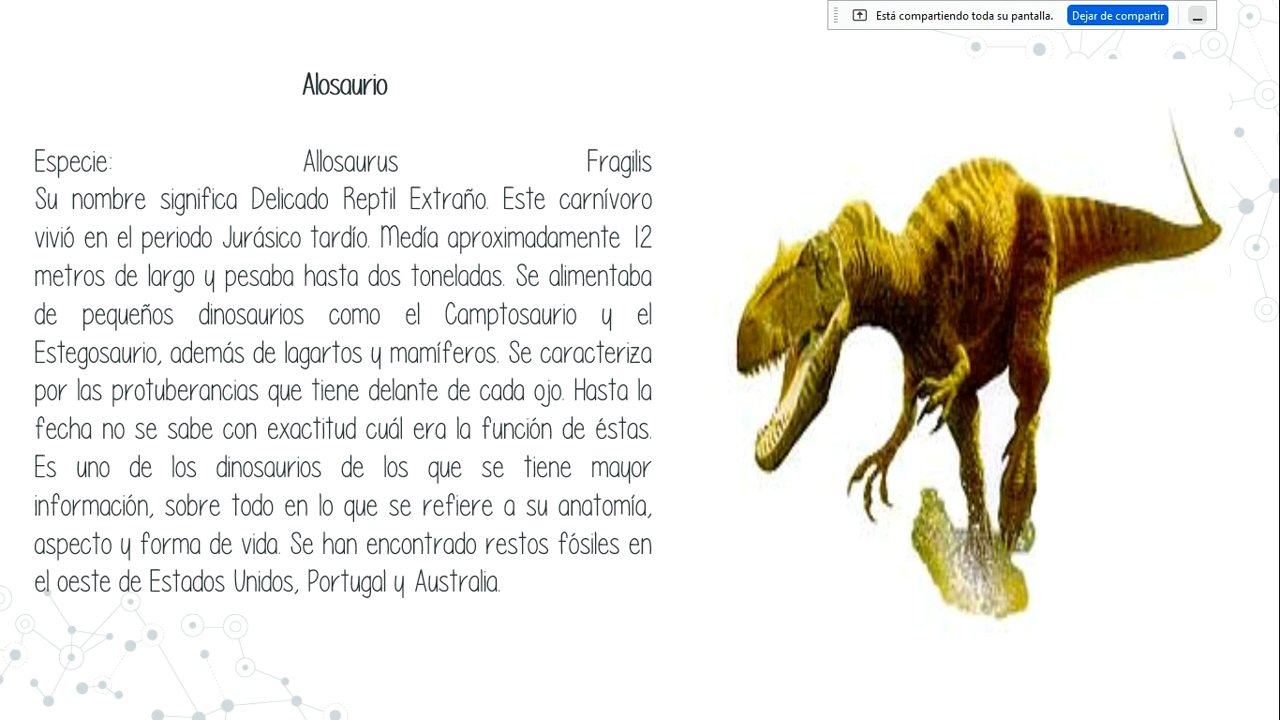 Está compartiendo toda su pantalla.
Dejar de compartir
Alosaurio
Especie: Allosaurus Fragilis
Su nombre significa Delicado Reptil Extraño. Este carnívoro
vivió en el periodo Jurásico tardío. Medía aproximadamente 12
metros de largo y pesaba hasta dos toneladas. Se alimentaba
de pequeños dinosaurios como el Camptosaurio y el
Estegosaurio, además de lagartos y mamíferos. Se caracteriza
por las protuberancias que tiene delante de cada ojo. Hasta la
fecha no se sabe con exactitud cuál era la función de éstas.
Es uno de los dinosaurios de los que se tiene mayor
información, sobre todo en lo que se refiere a su anatomía,
aspecto y forma de vida. Se han encontrado restos fósiles en
el oeste de Estados Unidos, Portugal y Australia.